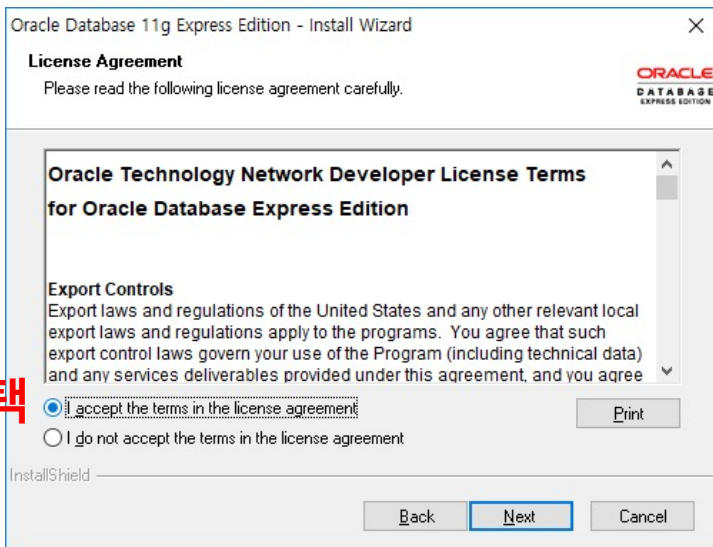 Oracle Database 11g Express Edition - Install Wizard
License Agreement
Please read the following license agreement carefully.
ORACLE
DATABASE
EXPRESS EDITION
Oracle Technology Network Developer License Terms
for Oracle Database Express Edition
Export Controls
Export laws and regulations of the United States and any other relevant local
export laws and regulations apply to the programs.  You agree that such
export control laws govern your use of the Program (including technical data)
and any services deliverables provided under this agreement, and you agree
택
I accept the terms in the license agreement
Print
I do not accept the terms in the license agreement
InstallShield
Back
Next
Cancel